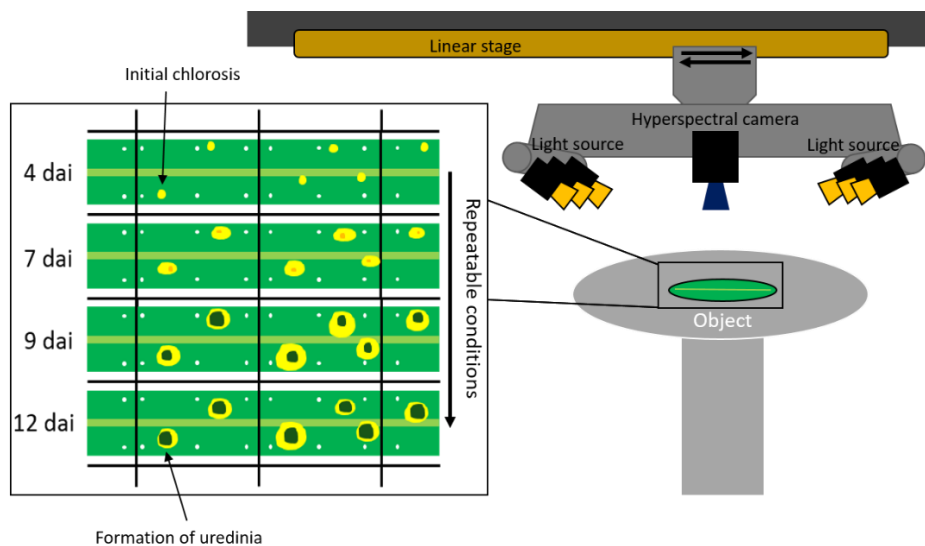 Linear stage
Initial chlorosis
Hyperspectral camera
Light source
Light source
4 dai
7 dai
9 dai
12 dai
Repeatable conditions
Object
Formation of uredinia